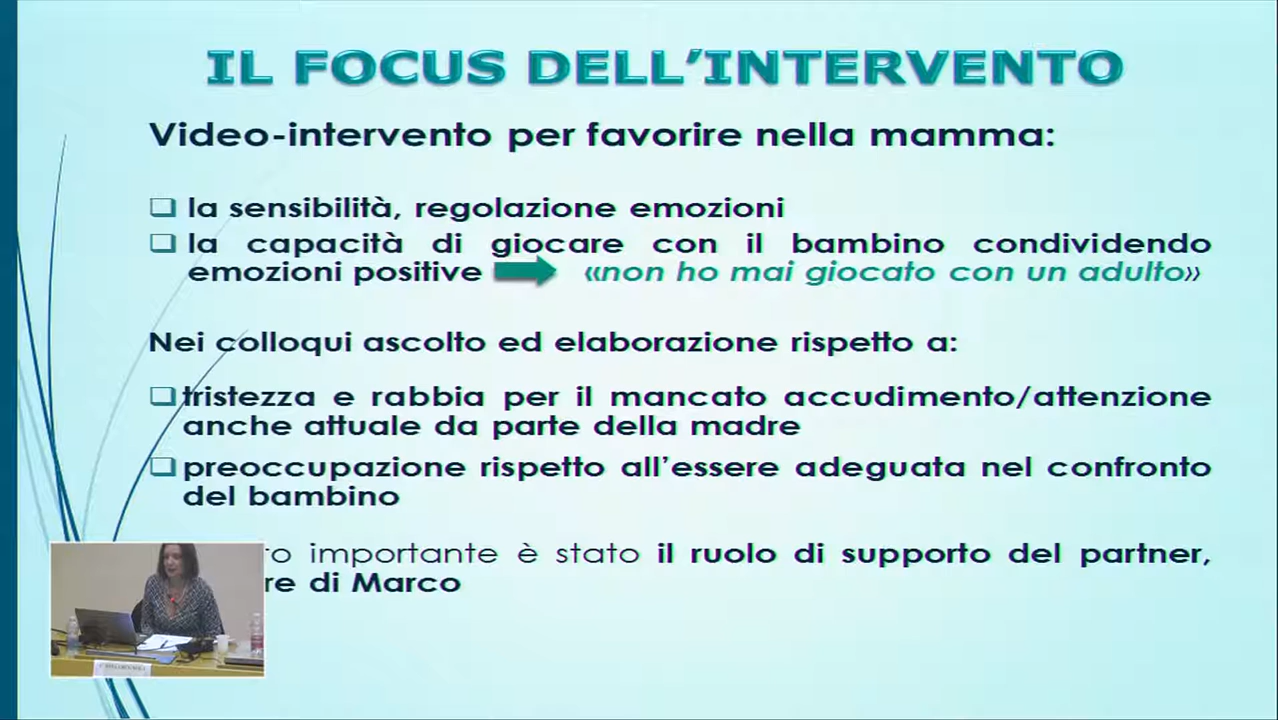 IL FOCUS DELL’INTERVENTO
Video-intervento per favorire nella mamma:
la sensibilità, regolazione emozioni
la capacità di giocare con il bambino condividendo
emozioni positive «non ho mai giocato con un adulto»
Nei colloqui ascolto ed elaborazione rispetto a:
tristezza e rabbia per il mancato accudimento/attenzione
anche attuale da parte della madre
preoccupazione rispetto all’essere adeguata nel confronto
del bambino
to importante è stato il ruolo di supporto del partner,
re di Marco